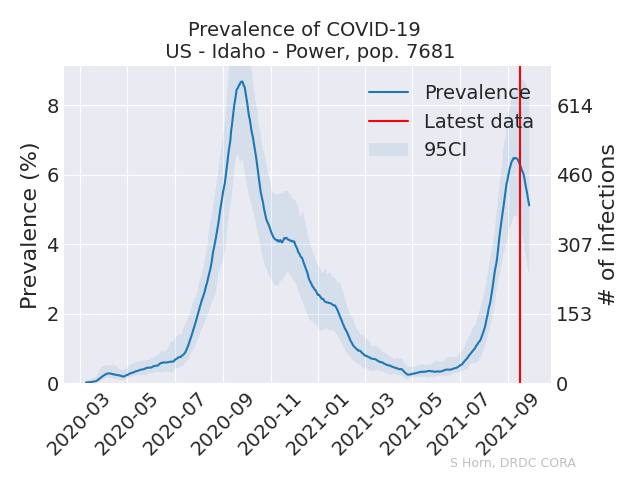 Prevalence of COVID-19
US - Idaho - Power, pop. 7681
Prevalence
Latest data
95CI
Prevalence (%)
8
6
4
2
0
614
460
307
153
0
# of infections
2020-03
2020-05
2020-07
2020-09
2020-11
2021-01
2021-03
2021-05
2021-07
2021-09
S Horn, DRDC CORA